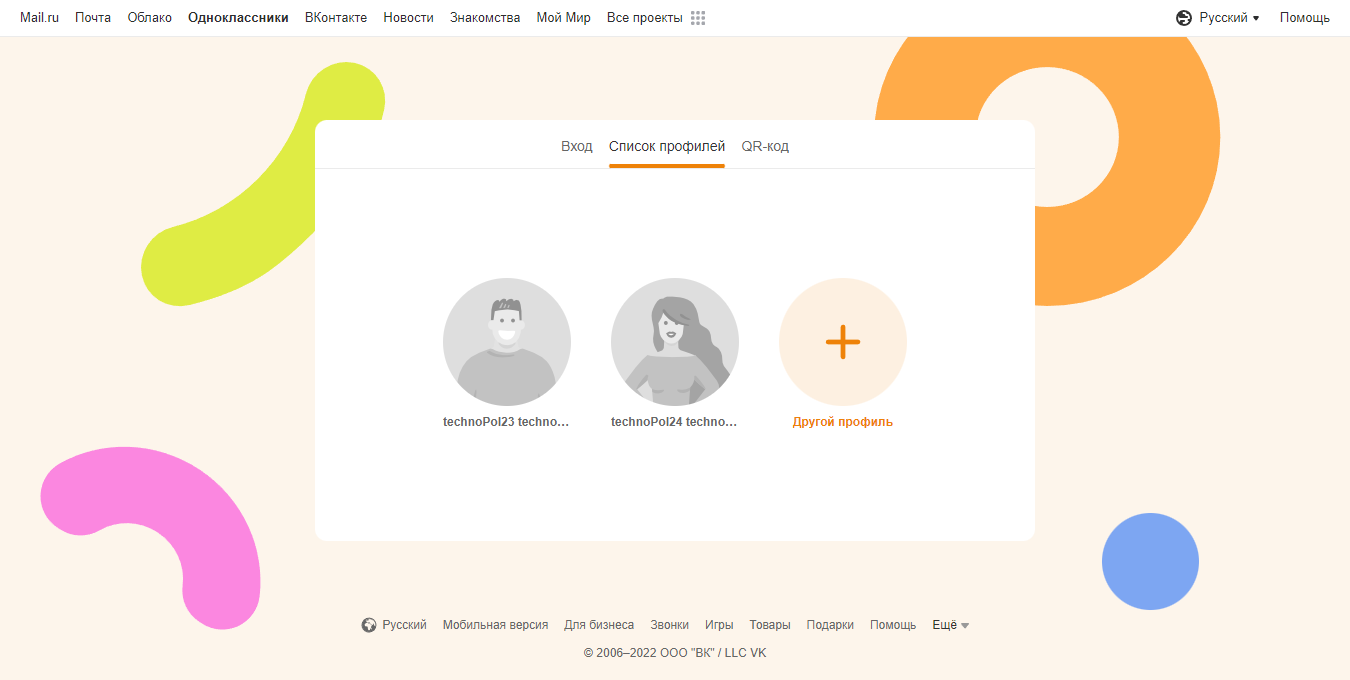 Mail.ru Почта Облако Одноклассники ВКонтакте Новости Знакомства Мой Мир Все проекты Русский Помощь
Вход Список профилей QR-код
technoPol23 techno... technoPol24 techno... Другой профиль
Русский Мобильная версия Для бизнеса Звонки Игры Товары Подарки Помощь Ещё
© 2006–2022 ООО "ВК" / LLC VK